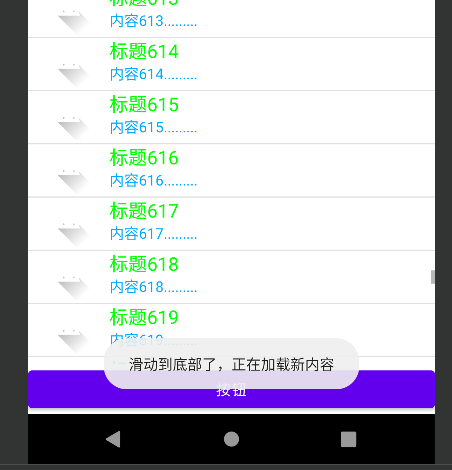 标题613
内容613.........
标题614
内容614.........
标题615
内容615.........
标题616
内容616.........
标题617
内容617.........
标题618
内容618.........
标题619
内容619.........
滑动到底部了，正在加载新内容
按钮